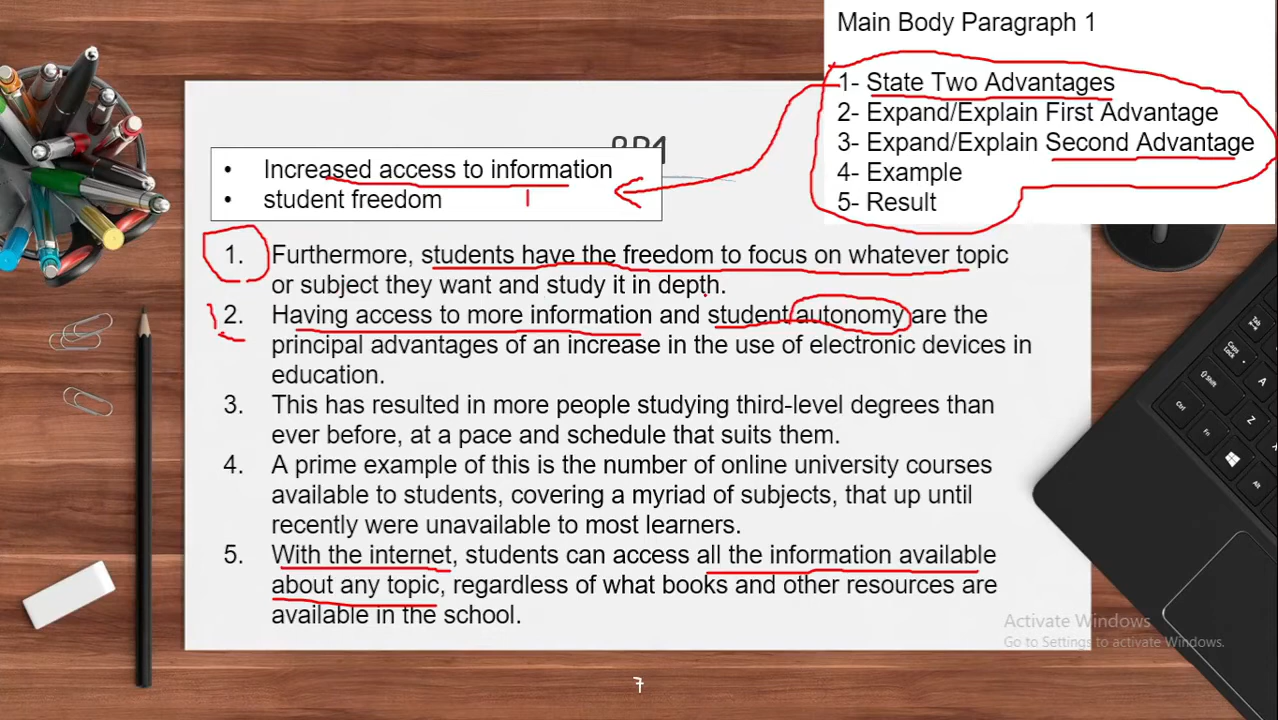 Main Body Paragraph 1
1- State Two Advantages
2- Expand/Explain First Advantage
3- Expand/Explain Second Advantage
4- Example
5- Result
• Increased access to information
• student freedom
1. Furthermore, students have the freedom to focus on whatever topic
or subject they want and study it in depth.
2. Having access to more information and student autonomy are the
principal advantages of an increase in the use of electronic devices in
education.
3. This has resulted in more people studying third-level degrees than
ever before, at a pace and schedule that suits them.
4. A prime example of this is the number of online university courses
available to students, covering a myriad of subjects, that up until
recently were unavailable to most learners.
5. With the internet, students can access all the information available
about any topic, regardless of what books and other resources are
available in the school.
Activate Windows
Go to Settings to activate Windows.
7